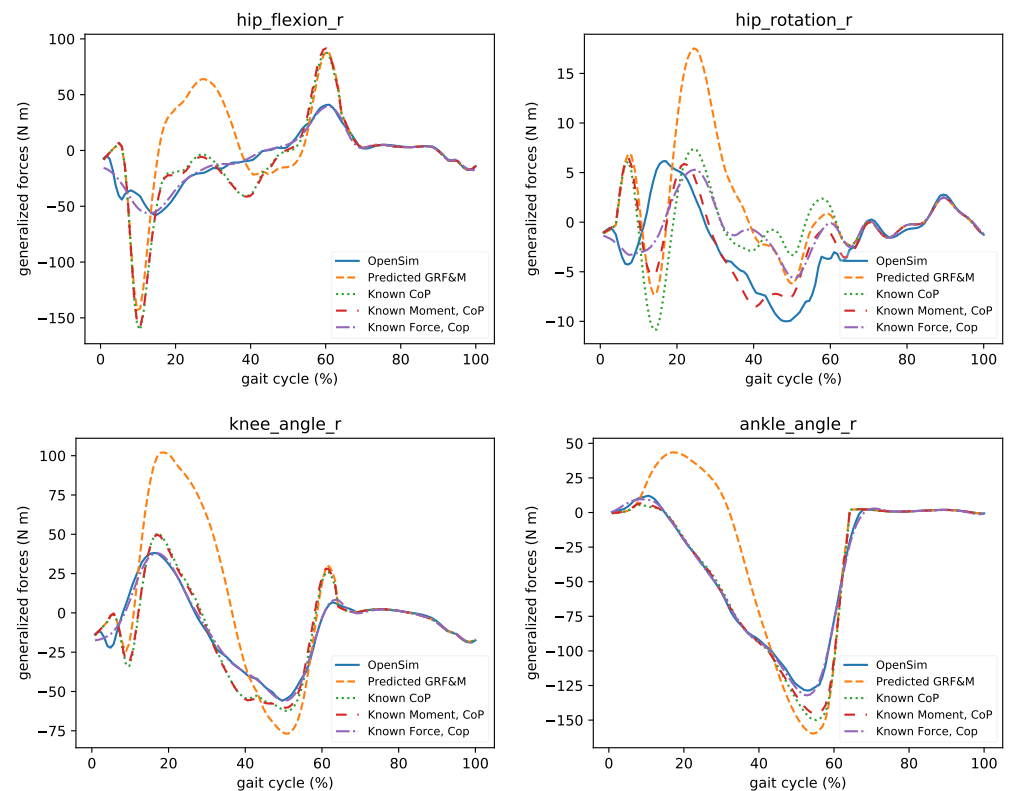 hip_flexion_r
generalized forces (N m)
100
50
0
−50
−100
−150
OpenSim
Predicted GRF&M
Known CoP
Known Moment, CoP
Known Force, Cop
0 20 40 60 80 100
gait cycle (%)
hip_rotation_r
generalized forces (N m)
15
10
5
0
−5
−10
OpenSim
Predicted GRF&M
Known CoP
Known Moment, CoP
Known Force, Cop
0 20 40 60 80 100
gait cycle (%)
knee_angle_r
generalized forces (N m)
100
75
50
25
0
−25
−50
−75
OpenSim
Predicted GRF&M
Known CoP
Known Moment, CoP
Known Force, Cop
0 20 40 60 80 100
gait cycle (%)
ankle_angle_r
generalized forces (N m)
50
25
0
−25
−50
−75
−100
−125
−150
OpenSim
Predicted GRF&M
Known CoP
Known Moment, CoP
Known Force, Cop
0 20 40 60 80 100
gait cycle (%)